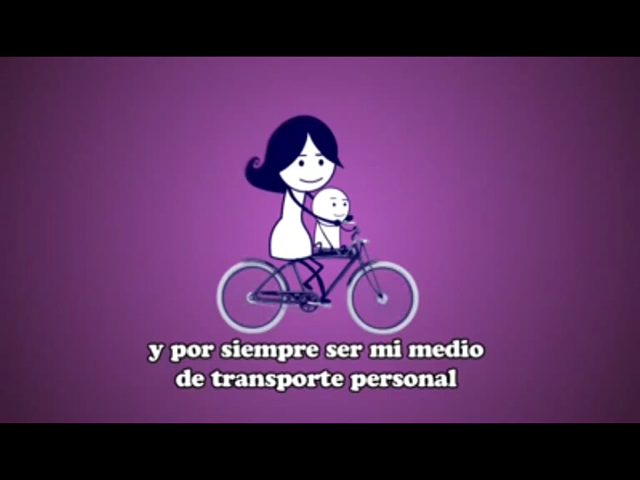 y por siempre ser mi medio
de transporte personal